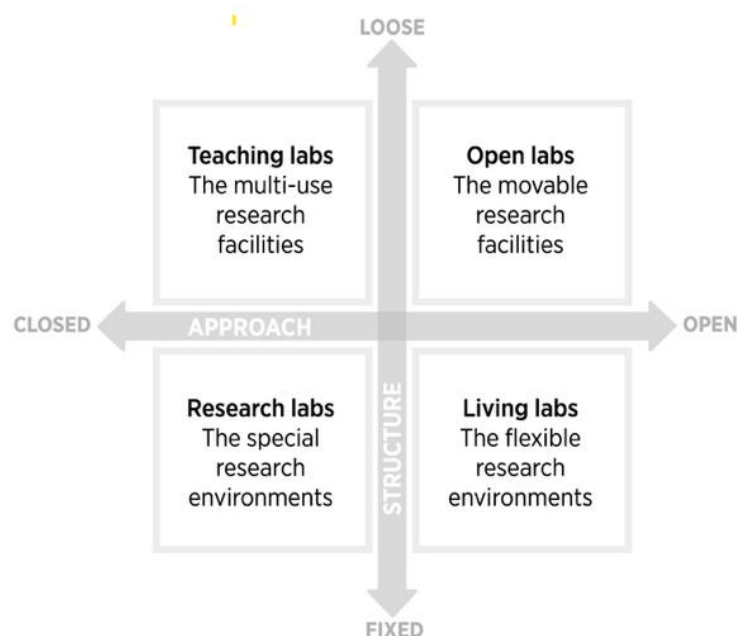 LOOSE
Teaching labs
The multi-use
research
facilities
Open labs
The movable
research
facilities
CLOSED
APPROACH
OPEN
STRUCTURE
Research labs
The special
research
environments
Living labs
The flexible
research
environments
FIXED